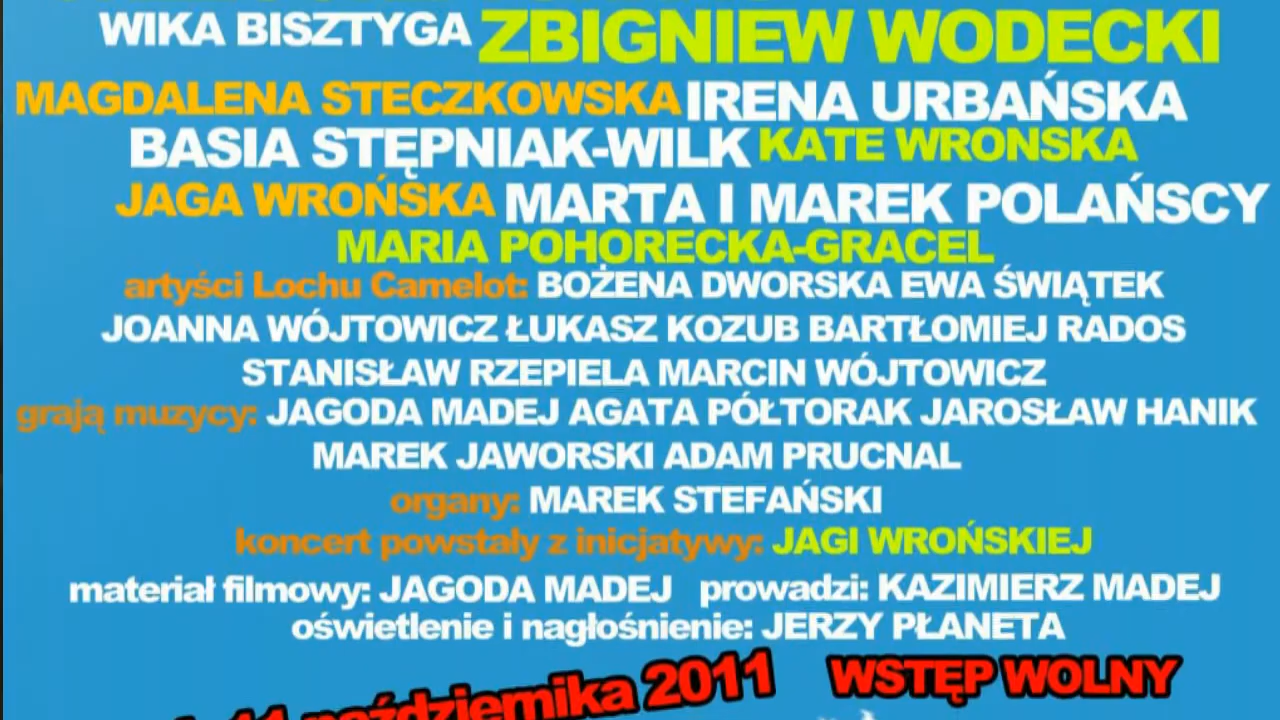 WIKA BISZTYGA ZBIGNIEW WODECKI
MAGDALENA STECZKOWSKA IRENA URBAŃSKA
BASIA STĘPNIAK-WILK KATE WRONSKA
JAGA WROŃSKA MARTA I MAREK POLAŃSCY
MARIA POHORECKA-GRACEL
artyści Lochu Camelot: BOŻENA DWORSKA EWA ŚWIĄTEK
JOANNA WÓJTOWICZ ŁUKASZ KOZUB BARTŁOMIEJ RADOS
STANISŁAW RZEPIELA MARCIN WÓJTOWICZ
grają muzycy: JAGODA MADEJ AGATA PÓŁTORAK JAROSŁAW HANIK
MAREK JAWORSKI ADAM PRUCNAL
organy: MAREK STEFAŃSKI
koncert powstały z inicjatywy: JAGI WROŃSKIEJ
materiał filmowy: JAGODA MADEJ prowadzi: KAZIMIERZ MADEJ
oświetlenie i nagłośnienie: JERZY PŁANETA
11 października 2011 WSTĘP WOLNY